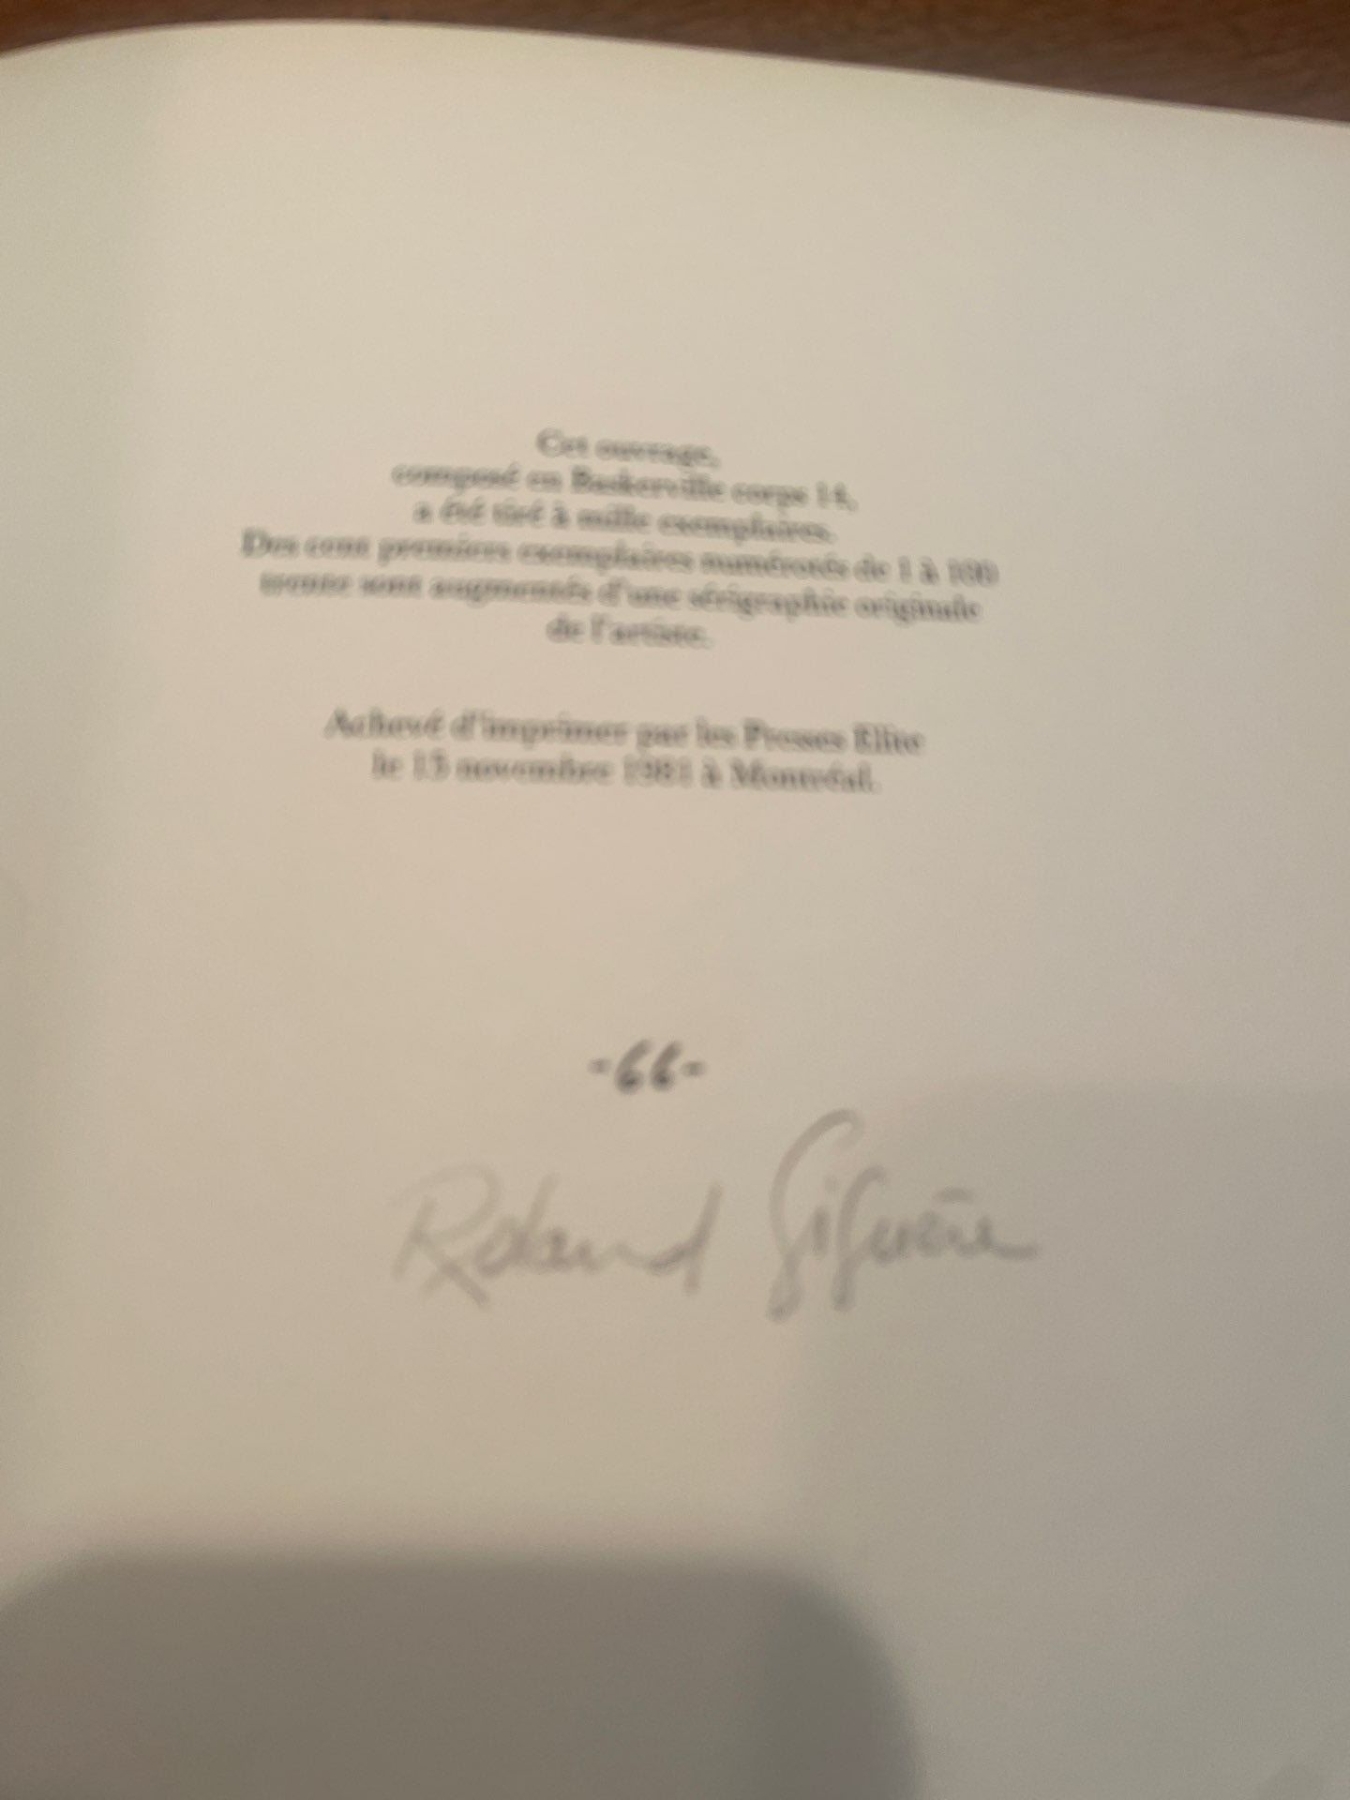 Cet ouvrage,
composé en Baskerville corps 14,
a été tiré à mille exemplaires.
Des cent premiers exemplaires numérotés de 1 à 100
sont augmentés d'une sérigraphie originale
de l'artiste.
Achevé d'imprimer par les Presses Elite
le 15 novembre 1981 à Montréal.
-66-
Roland Giguère